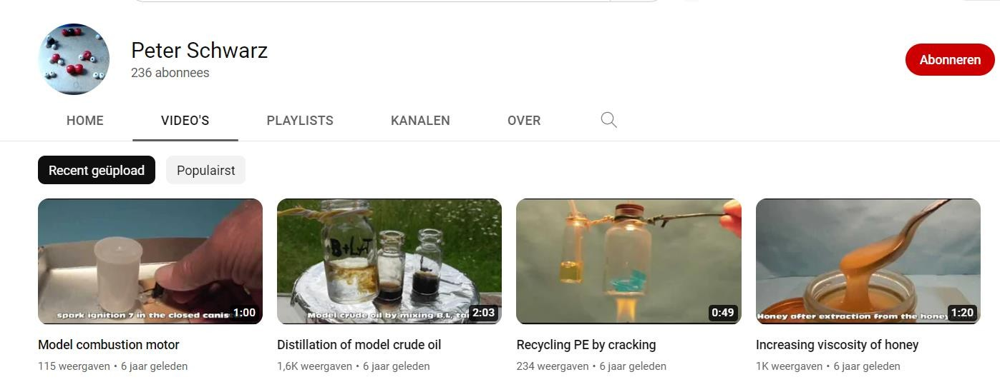 Peter Schwarz
236 abonnees
Abonneren
HOME
VIDEO'S
PLAYLISTS
KANALEN
OVER
Recent geüpload
Populairst
spark ignition 7 in the closed canis
1:00
B+L+T
Model crude oil by mixing B,L, tar
2:03
0:49
Honey after extraction from the honey
1:20
Model combustion motor
115 weergaven • 6 jaar geleden
Distillation of model crude oil
1,6K weergaven • 6 jaar geleden
Recycling PE by cracking
234 weergaven • 6 jaar geleden
Increasing viscosity of honey
1K weergaven • 6 jaar geleden